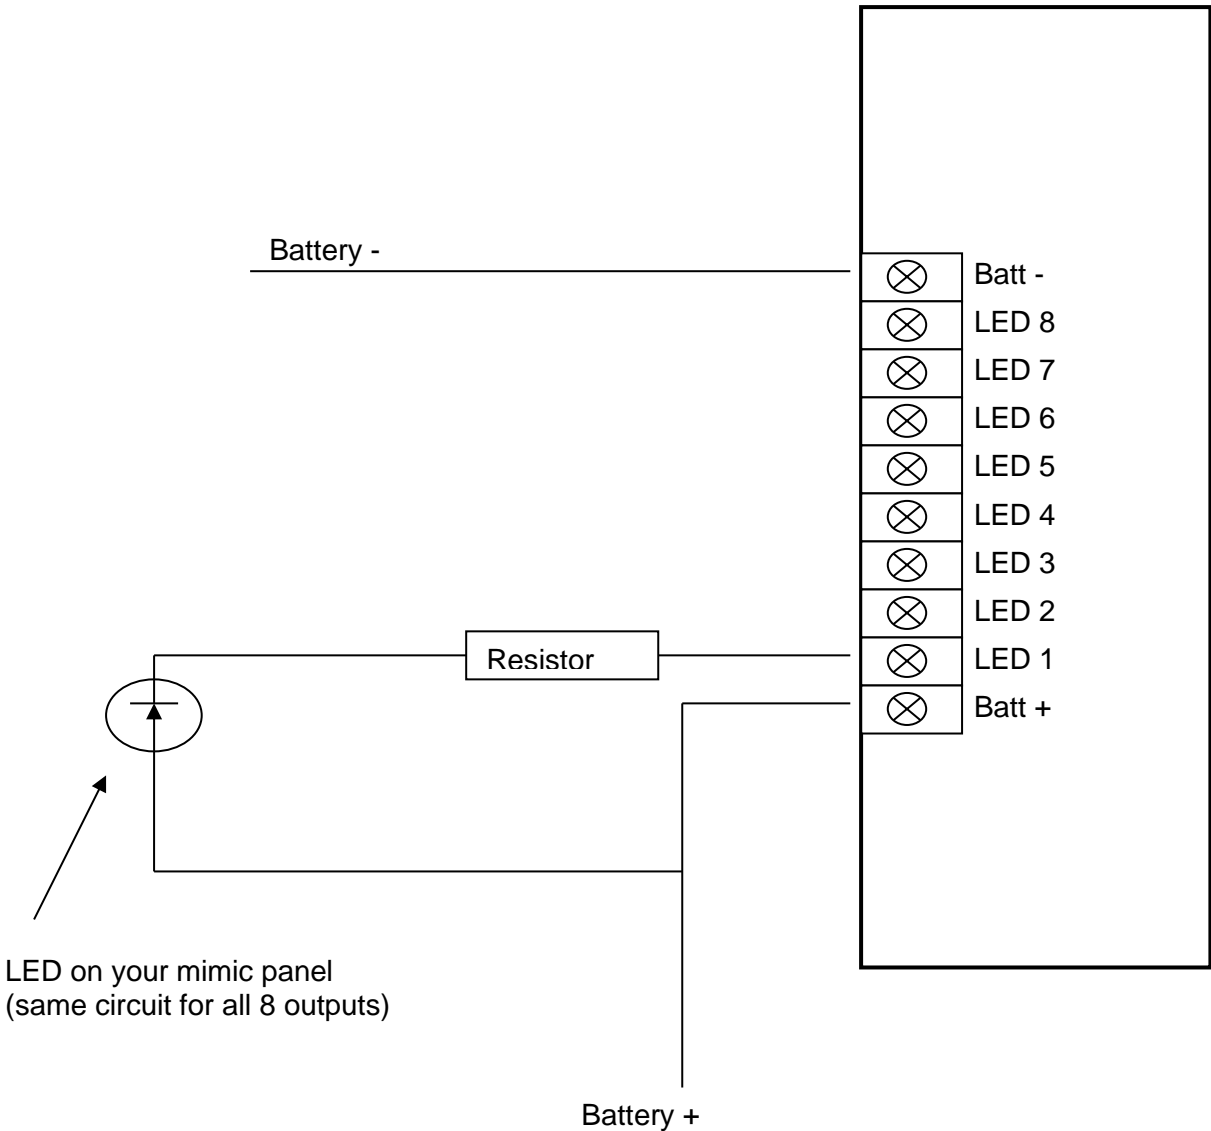 Battery -
Batt -
LED 8
LED 7
LED 6
LED 5
LED 4
LED 3
LED 2
Resistor
LED 1
Batt +
LED on your mimic panel
(same circuit for all 8 outputs)
Battery +